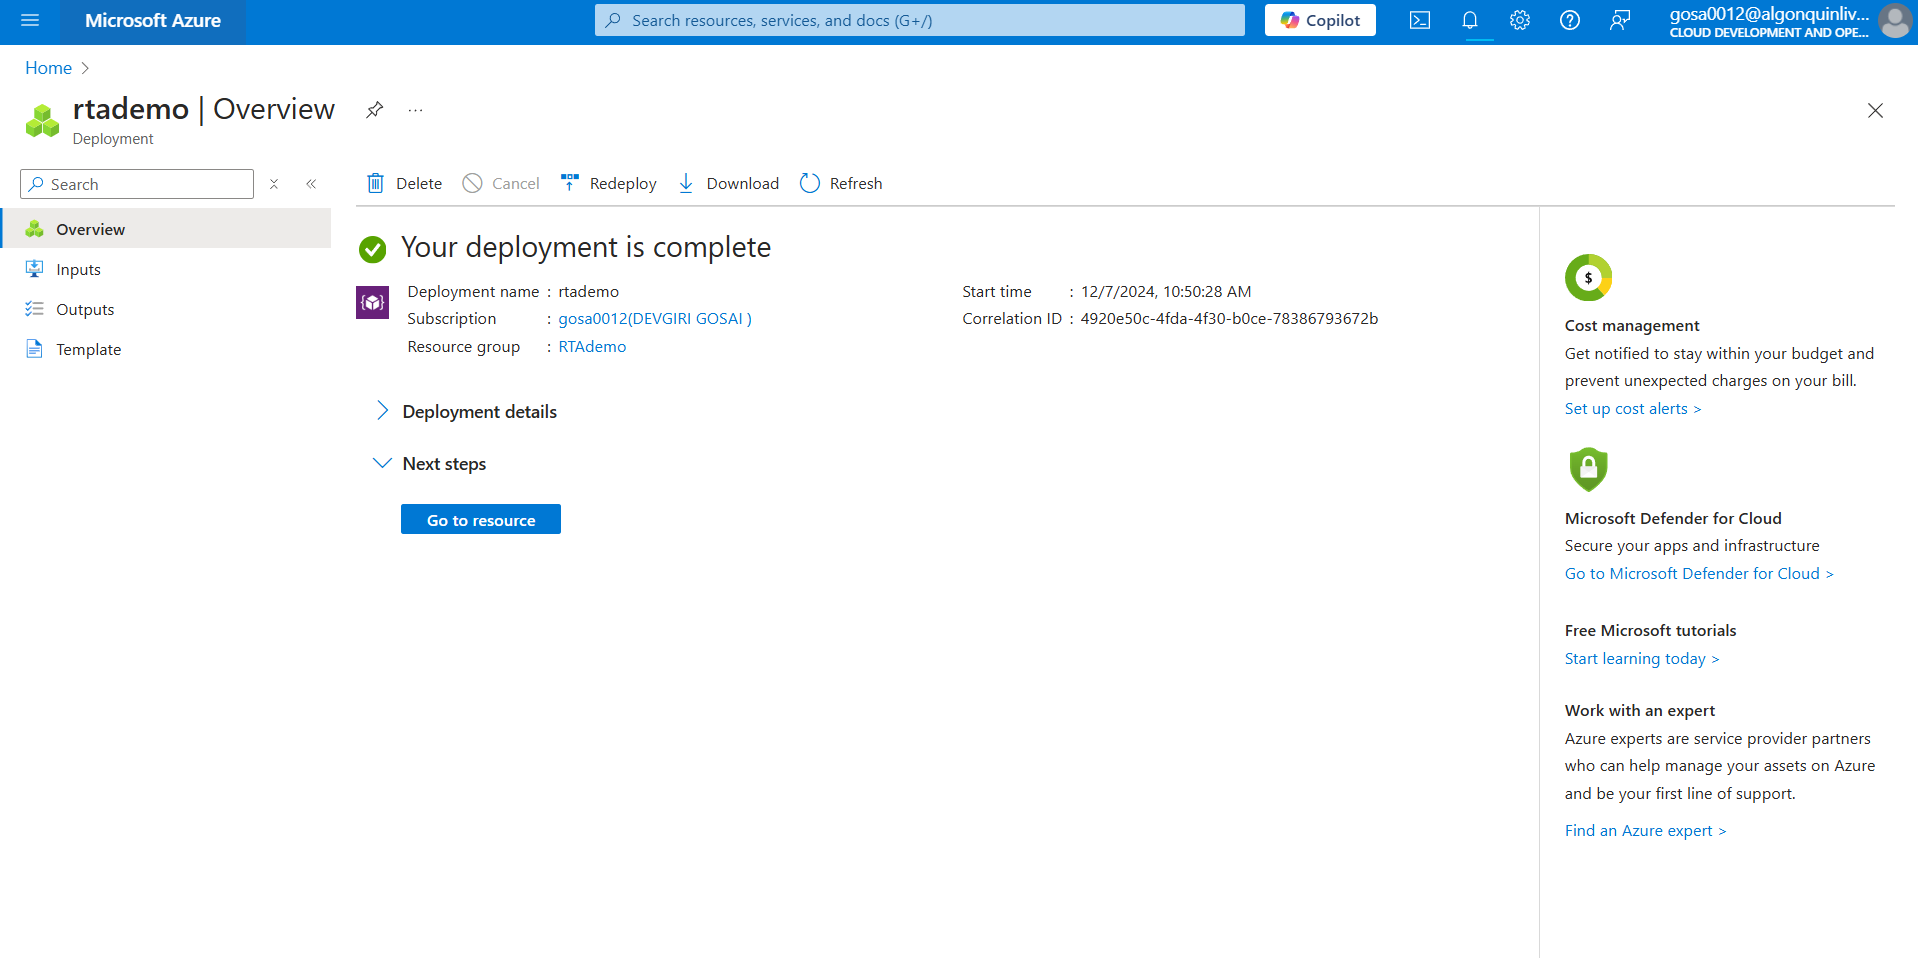 Microsoft Azure
Search resources, services, and docs (G+/)
Copilot
gosa0012@algonquinliv...
CLOUD DEVELOPMENT AND OPE...
Home
rtademo | Overview
...
Deployment
Search
Delete
Cancel
Redeploy
Download
Refresh
Overview
Inputs
Outputs
Template
Your deployment is complete
Deployment name : rtademo
Subscription : gosa0012(DEVGIRI GOSAI )
Resource group : RTAdemo
Start time : 12/7/2024, 10:50:28 AM
Correlation ID : 4920e50c-4fda-4f30-b0ce-78386793672b
Deployment details
Next steps
Go to resource
$
Cost management
Get notified to stay within your budget and
prevent unexpected charges on your bill.
Set up cost alerts >
Microsoft Defender for Cloud
Secure your apps and infrastructure
Go to Microsoft Defender for Cloud >
Free Microsoft tutorials
Start learning today >
Work with an expert
Azure experts are service provider partners
who can help manage your assets on Azure
and be your first line of support.
Find an Azure expert >